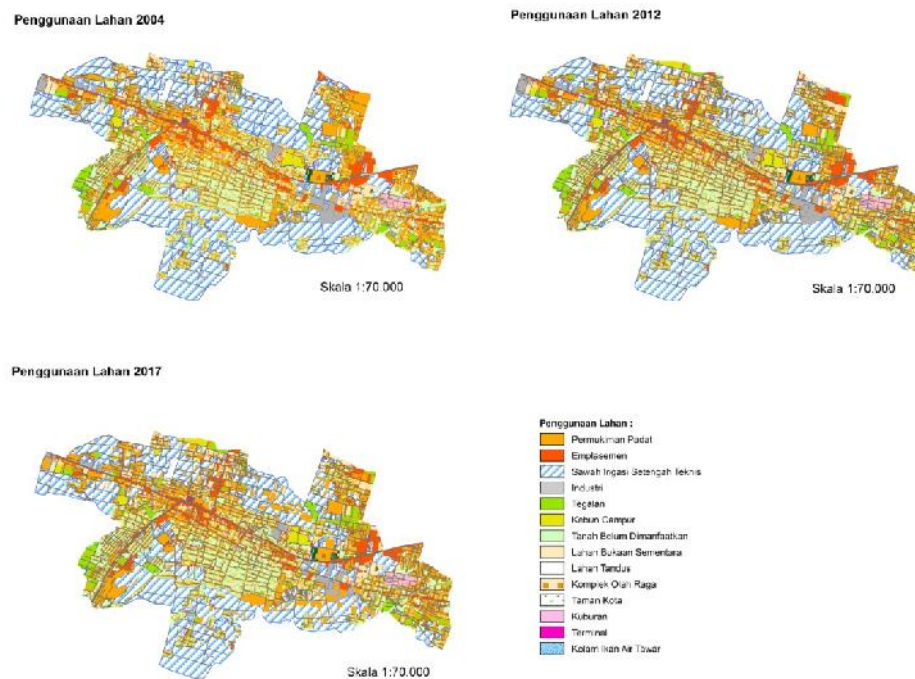 Penggunaan Lahan 2004
Penggunaan Lahan 2012
Skala 1:70.000
Skala 1:70.000
Penggunaan Lahan 2017
Skala 1:70.000
Penggunaan Lahan :
Permukiman Padat
Emplasemen
Sawah Irigasi Setengah Teknis
Industri
Tegalan
Kebun Campur
Tanah Belum Dimanfaatkan
Lahan Bukaan Sementara
Lahan Tandus
Komplek Olah Raga
Taman Kota
Kuburan
Terminal
Kolam Ikan Air Tawar